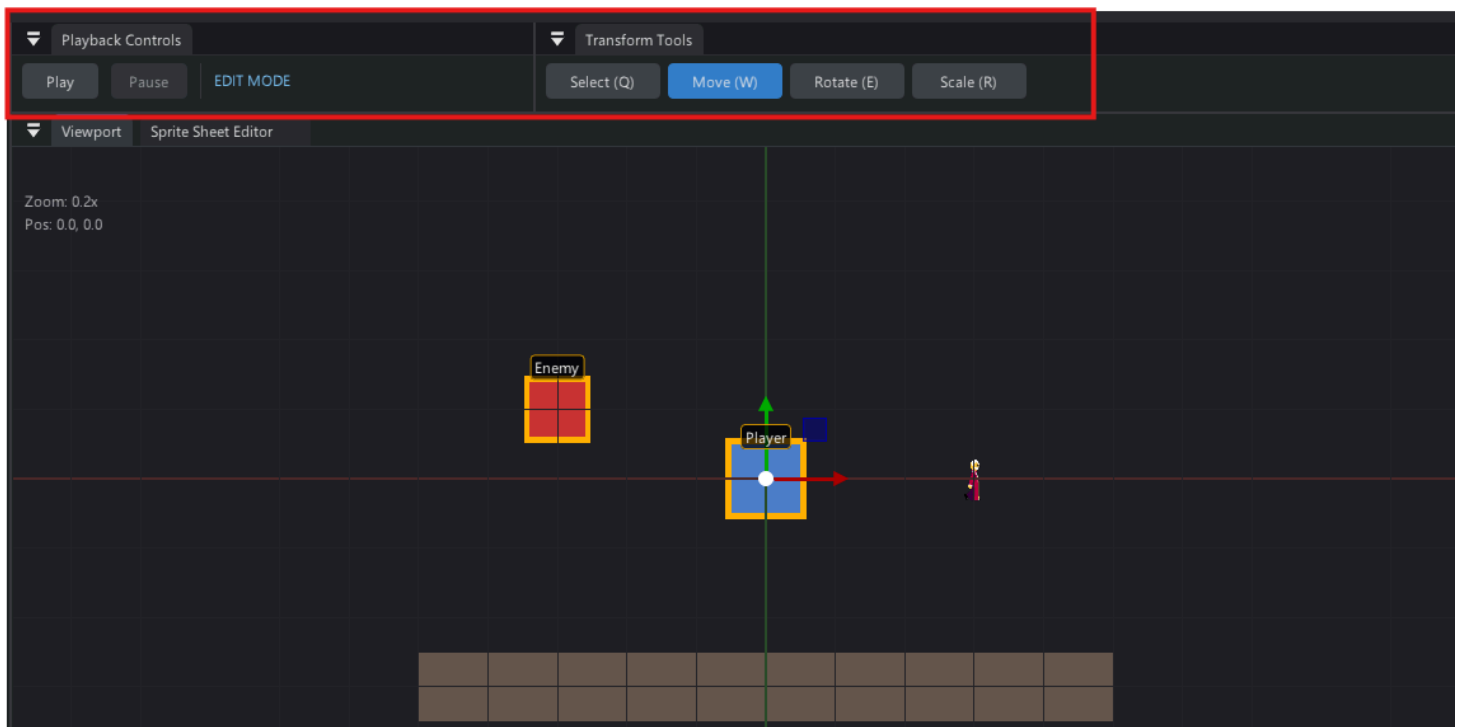 Playback Controls
Transform Tools
Play
Pause
EDIT MODE
Select (Q)
Move (W)
Rotate (E)
Scale (R)
Viewport
Sprite Sheet Editor
Zoom: 0.2x
Pos: 0.0, 0.0
Enemy
Player